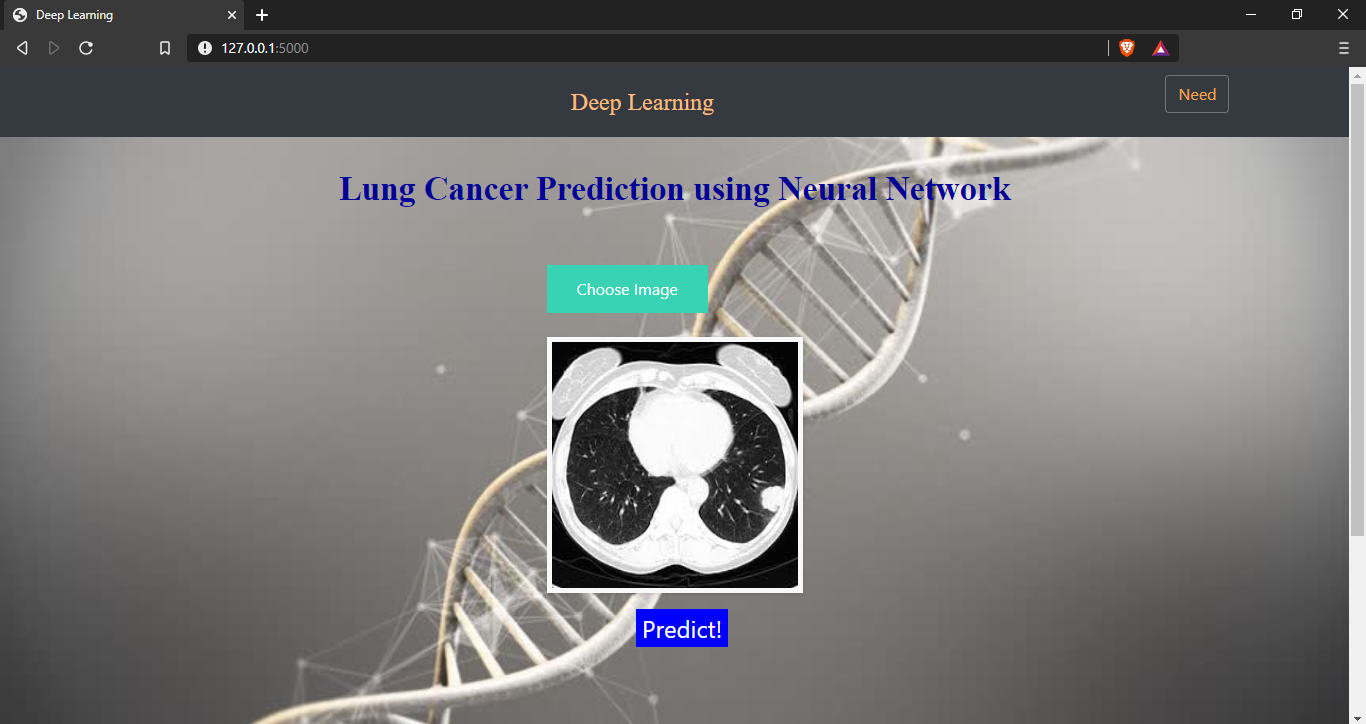 Deep Learning
127.0.0.1:5000
Deep Learning
Need
Lung Cancer Prediction using Neural Network
Choose Image
Predict!